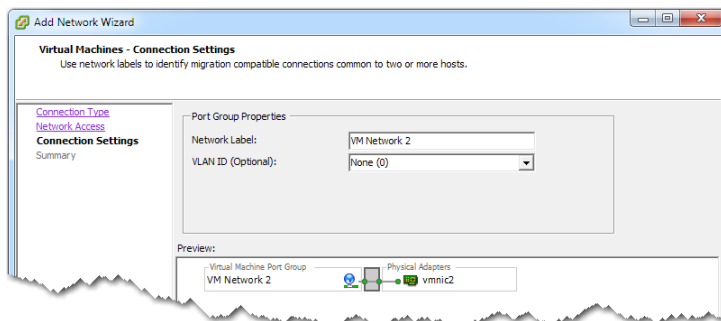 Add Network Wizard
Virtual Machines - Connection Settings
Use network labels to identify migration compatible connections common to two or more hosts.
Connection Type
Network Access
Connection Settings
Summary
Port Group Properties
Network Label:
VM Network 2
VLAN ID (Optional):
None (0)
Preview:
Virtual Machine Port Group
VM Network 2
Physical Adapters
vmnic2